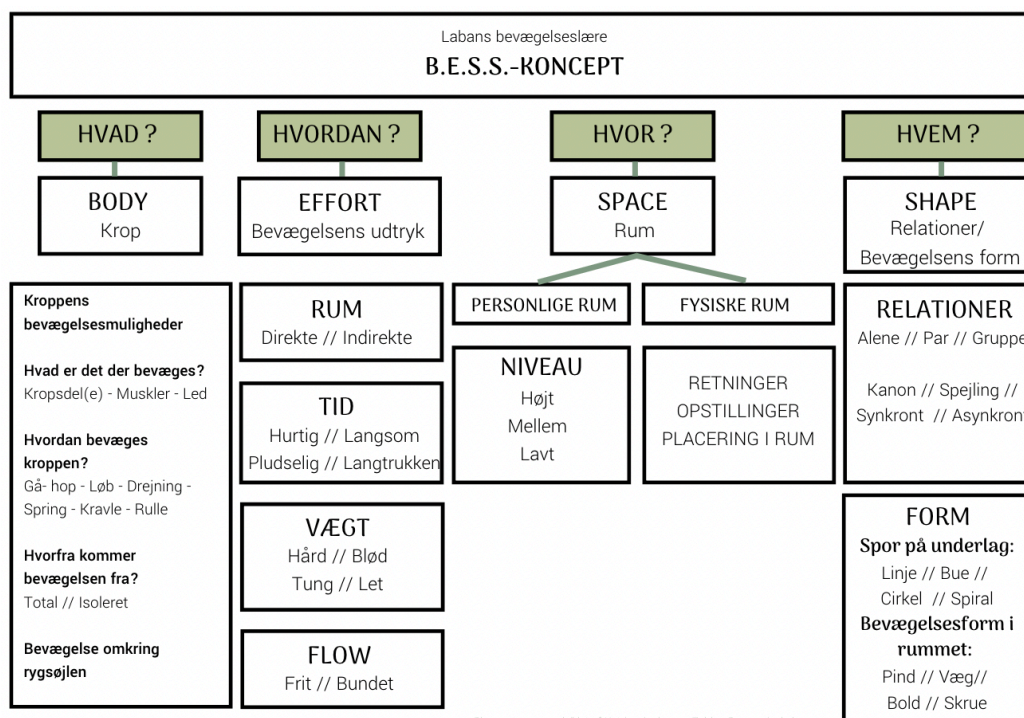 Labans bevægelseslære
B.E.S.S.-KONCEPT
HVAD ?
BODY
Krop
Kroppens
bevægelsesmuligheder
Hvad er det der bevæges?
Kropsdel(e) - Muskler - Led
Hvordan bevæges
kroppen?
Gå- hop - Løb - Drejning -
Spring - Kravle - Rulle
Hvorfra kommer
bevægelsen fra?
Total // Isoleret
Bevægelse omkring
rygsøjlen
HVORDAN ?
EFFORT
Bevægelsens udtryk
RUM
Direkte // Indirekte
TID
Hurtig // Langsom
Pludselig // Langtrukken
VÆGT
Hård // Blød
Tung // Let
FLOW
Frit // Bundet
HVOR ?
SPACE
Rum
PERSONLIGE RUM
NIVEAU
Højt
Mellem
Lavt
FYSISKE RUM
RETNINGER
OPSTILLINGER
PLACERING I RUM
HVEM ?
SHAPE
Relationer/
Bevægelsens form
RELATIONER
Alene // Par // Gruppe
Kanon // Spejling //
Synkront // Asynkront
FORM
Spor på underlag:
Linje // Bue //
Cirkel // Spiral
Bevægelsesform i
rummet:
Pind // Væg//
Bold // Skrue